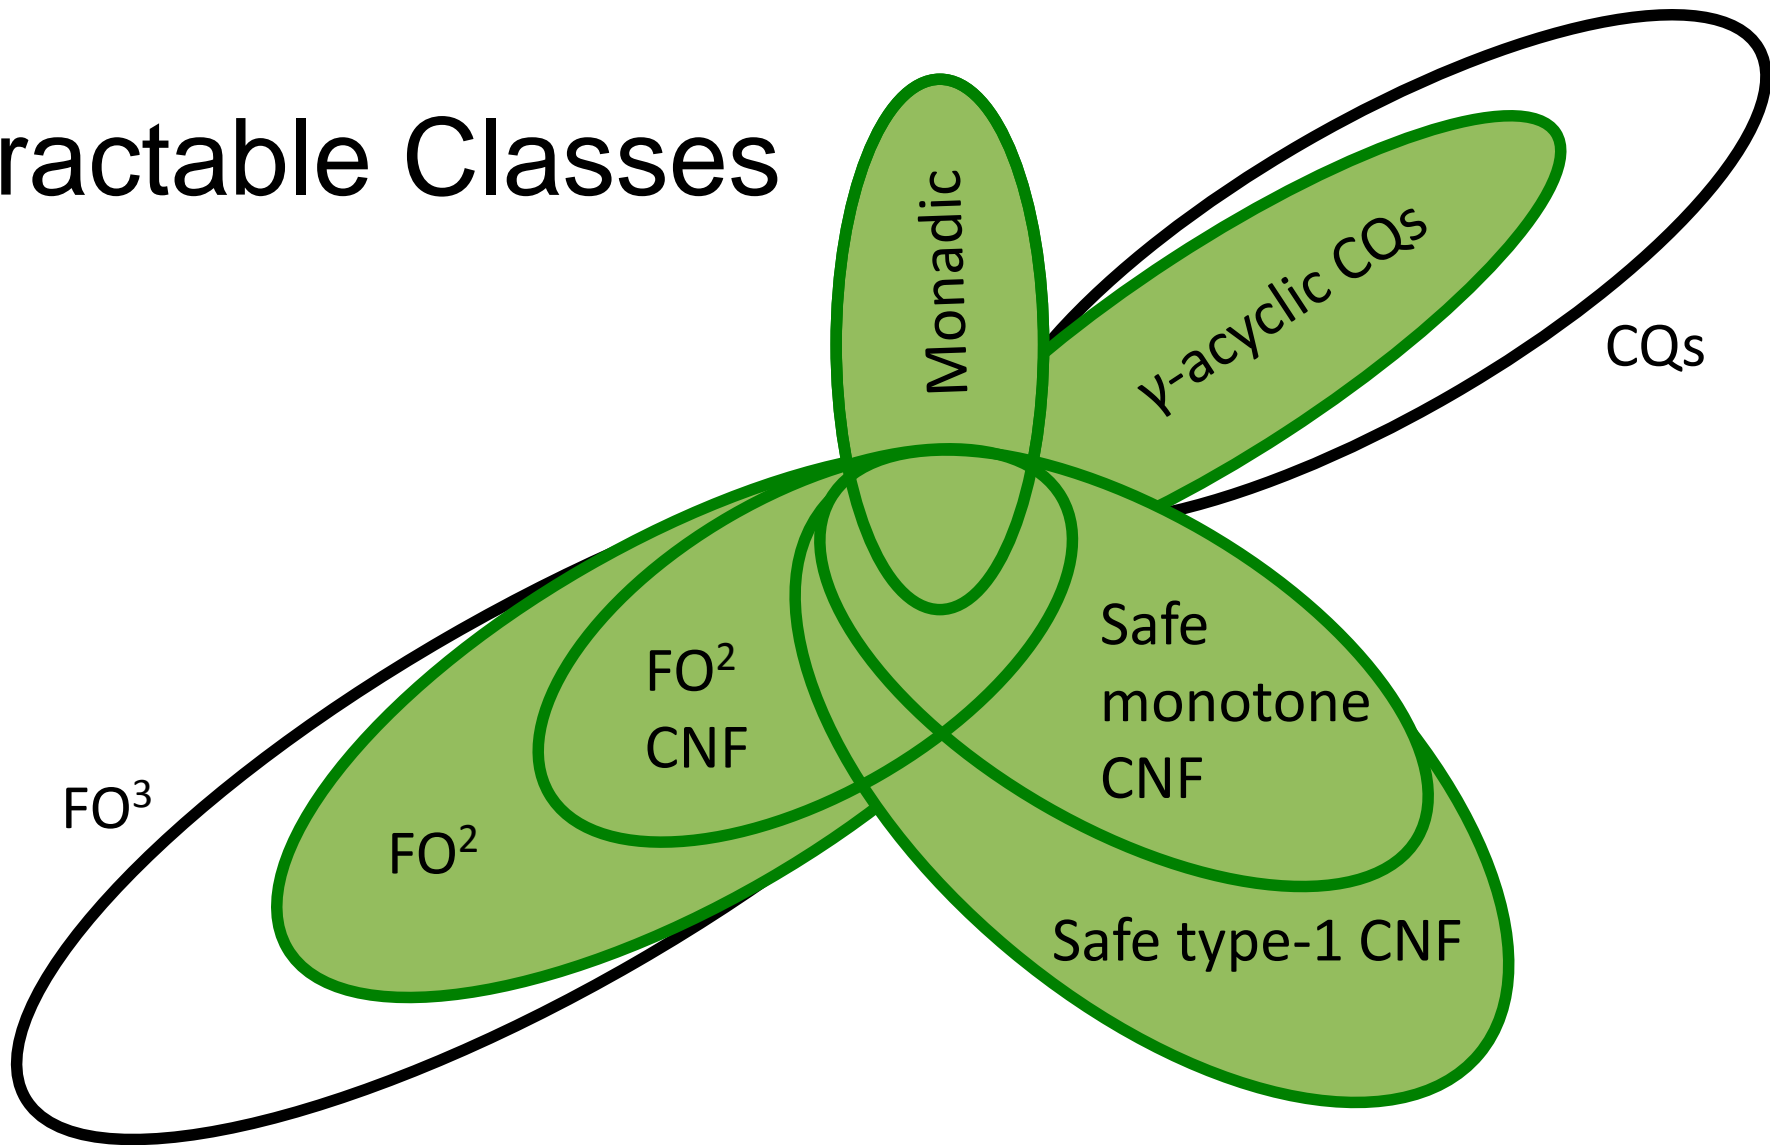 ractable Classes
Monadic
γ-acyclic CQs
CQs
Safe
monotone
CNF
FO²
CNF
FO³
FO²
Safe type-1 CNF